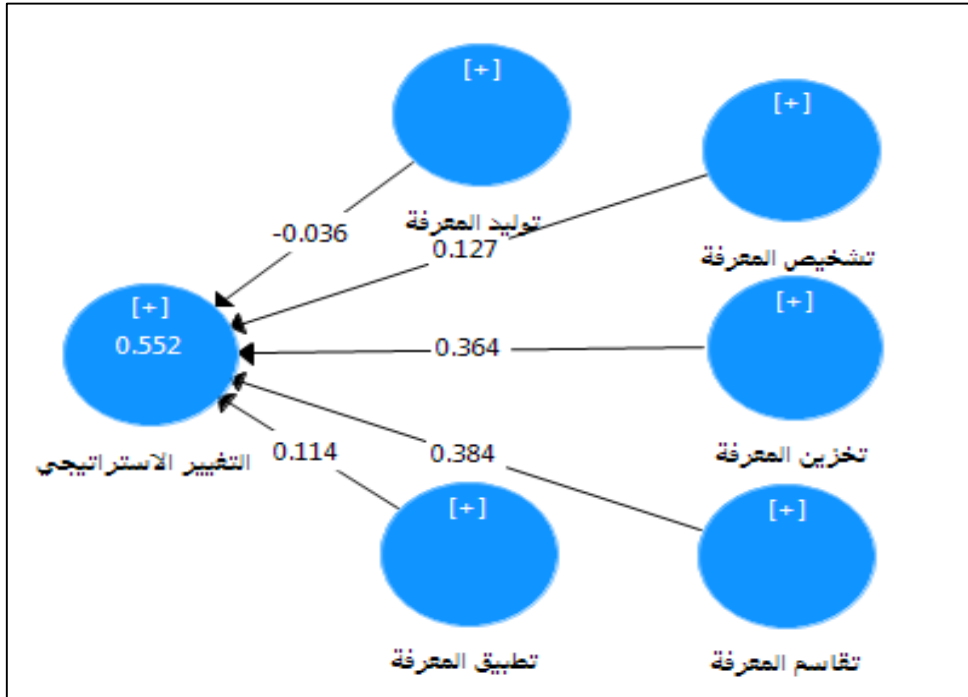 [+]
توليد المعرفة
[+]
تشخيص المعرفة
-0.036
0.127
[+]
0.552
التغيير الاستراتيجي
0.364
[+]
تخزين المعرفة
0.114
0.384
[+]
تطبيق المعرفة
[+]
تقاسم المعرفة